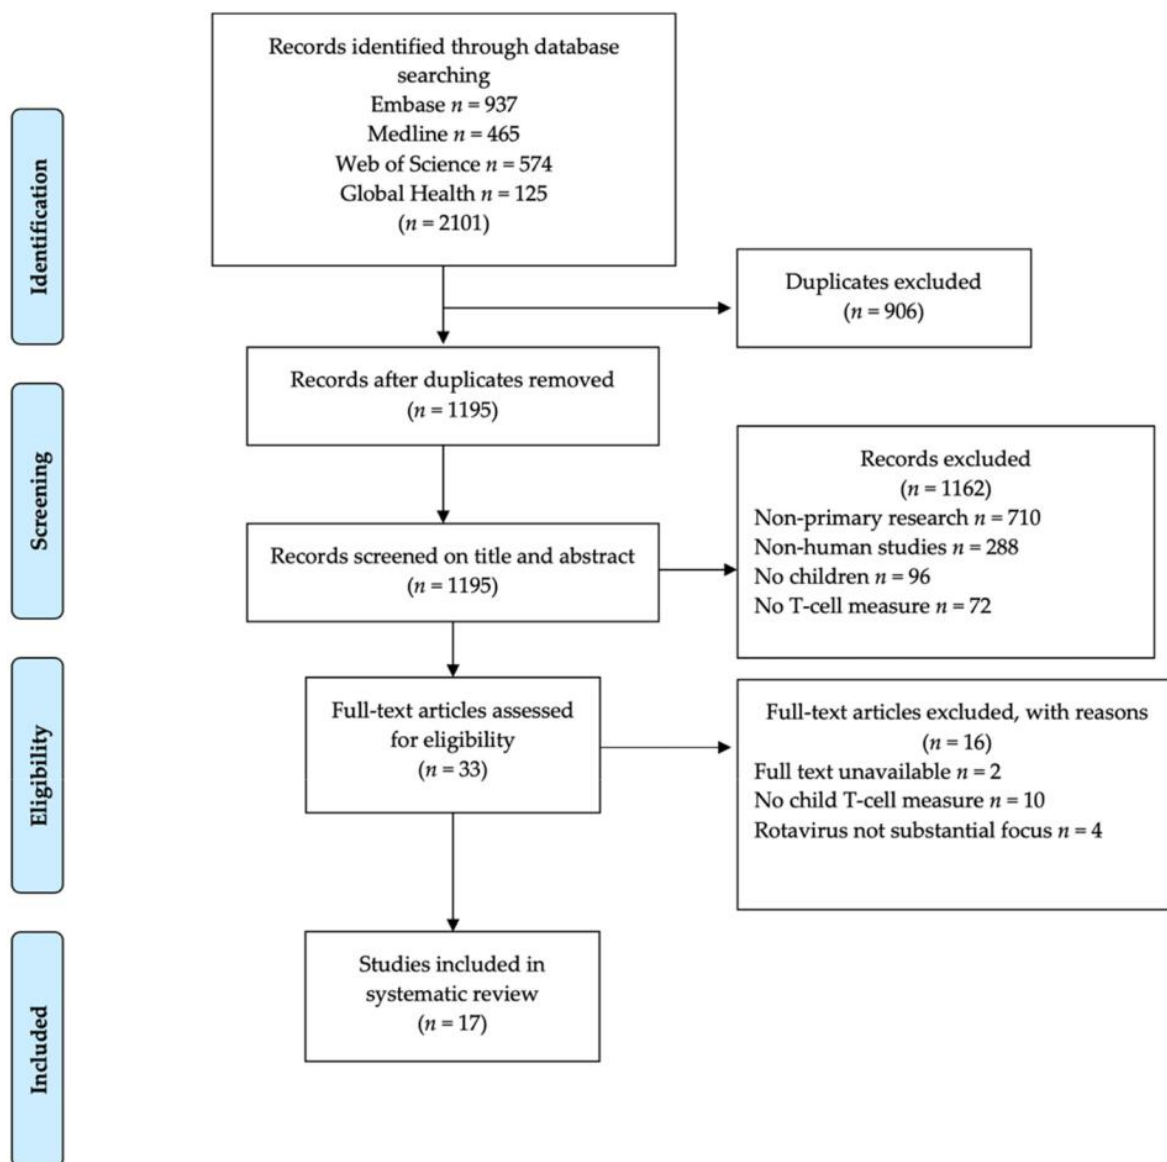 Records identified through database
searching
Embase n = 937
Medline n = 465
Web of Science n = 574
Global Health n = 125
(n = 2101)
Identification
Duplicates excluded
(n = 906)
Records after duplicates removed
(n = 1195)
Screening
Records excluded
(n = 1162)
Non-primary research n = 710
Non-human studies n = 288
No children n = 96
No T-cell measure n = 72
Records screened on title and abstract
(n = 1195)
Eligibility
Full-text articles assessed
for eligibility
(n = 33)
Full-text articles excluded, with reasons
(n = 16)
Full text unavailable n = 2
No child T-cell measure n = 10
Rotavirus not substantial focus n = 4
Included
Studies included in
systematic review
(n = 17)